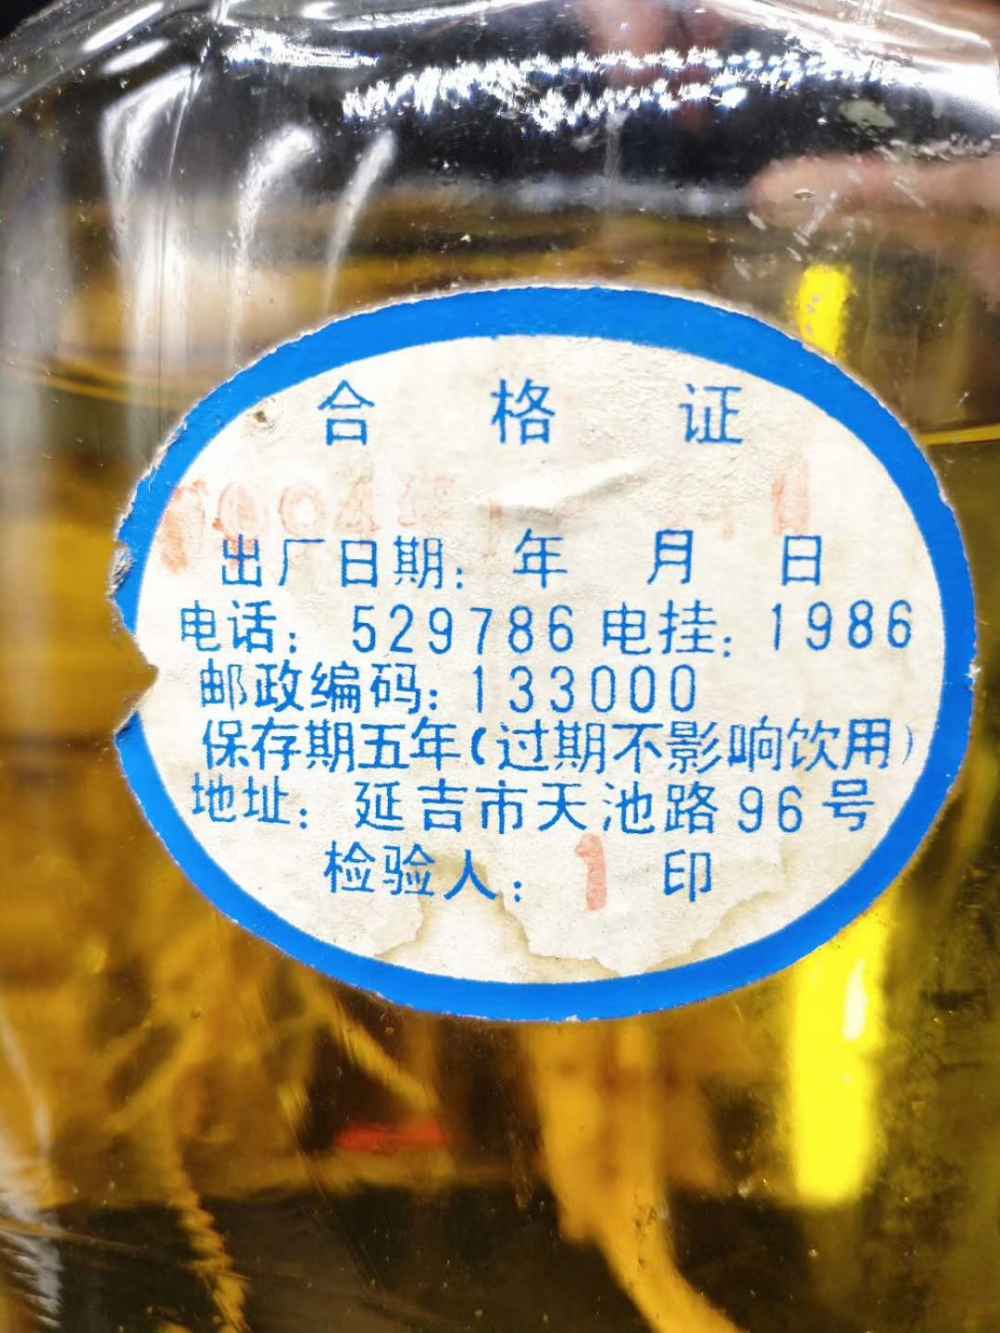 合格证
出厂日期: 年 月 日
电话: 529786 电挂: 1986
邮政编码: 133000
保存期五年(过期不影响饮用)
地址: 延吉市天池路96号
检验人: 1 印